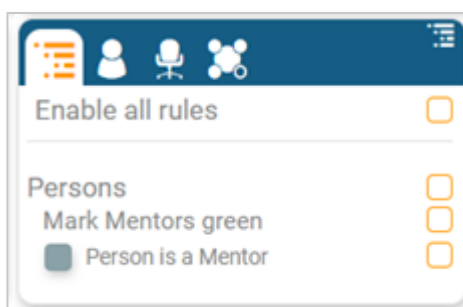 Enable all rules
Persons
Mark Mentors green
Person is a Mentor